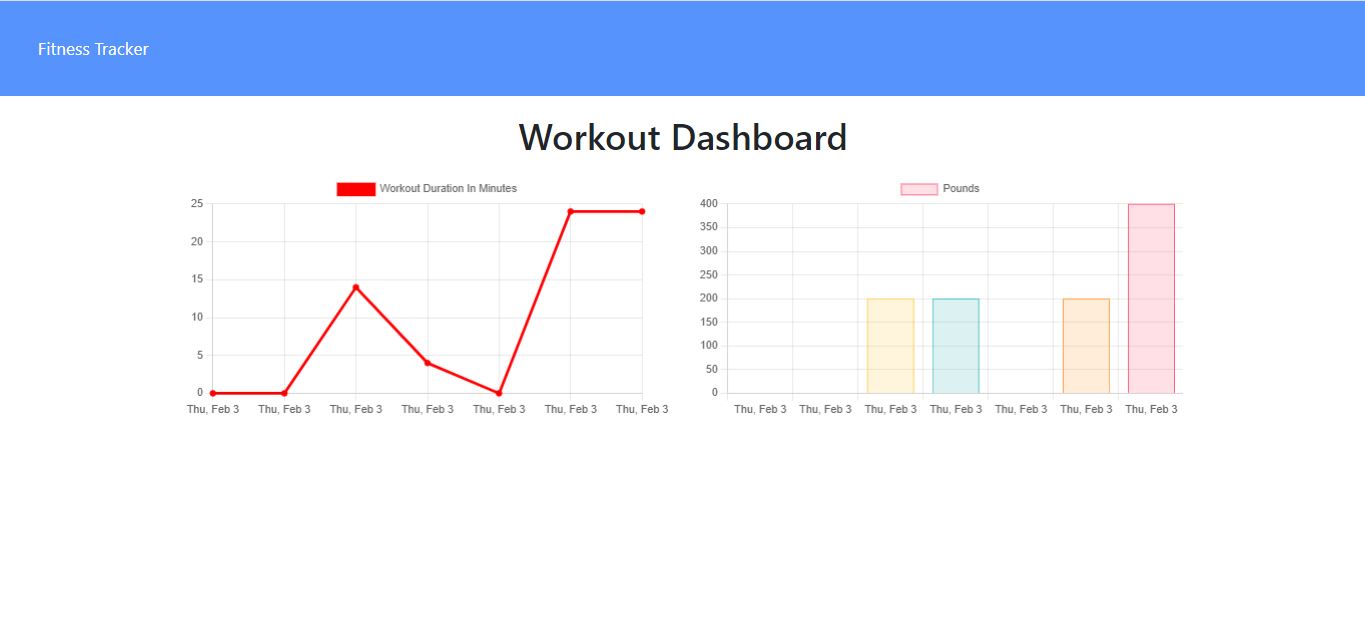 Fitness Tracker
Workout Dashboard
Workout Duration In Minutes
25
20
15
10
5
0
Thu, Feb 3 Thu, Feb 3 Thu, Feb 3 Thu, Feb 3 Thu, Feb 3 Thu, Feb 3 Thu, Feb 3
Pounds
400
350
300
250
200
150
100
50
0
Thu, Feb 3 Thu, Feb 3 Thu, Feb 3 Thu, Feb 3 Thu, Feb 3 Thu, Feb 3 Thu, Feb 3